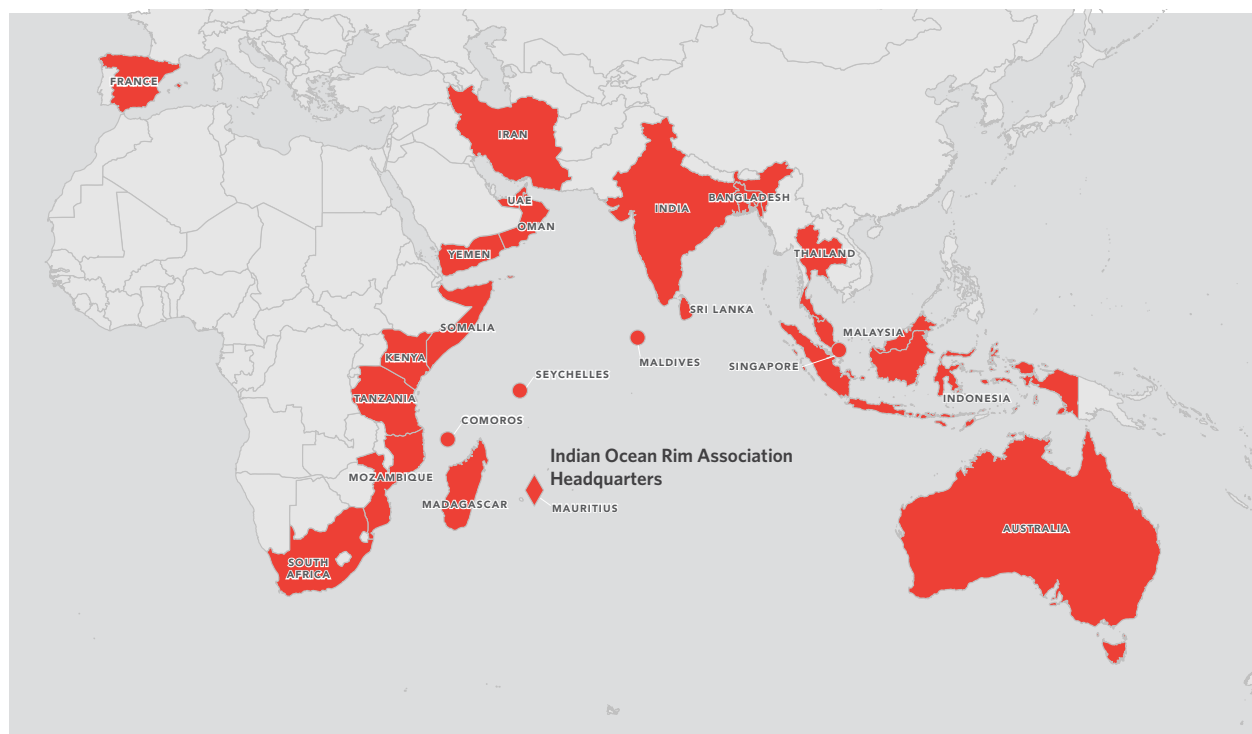 FRANCE
IRAN
UAE
OMAN
YEMEN
INDIA
BANGLADESH
THAILAND
SRI LANKA
SOMALIA
MALAYSIA
KENYA
MALDIVES
SINGAPORE
SEYCHELLES
TANZANIA
INDONESIA
COMOROS
Indian Ocean Rim Association
Headquarters
MOZAMBIQUE
MADAGASCAR
MAURITIUS
AUSTRALIA
SOUTH
AFRICA